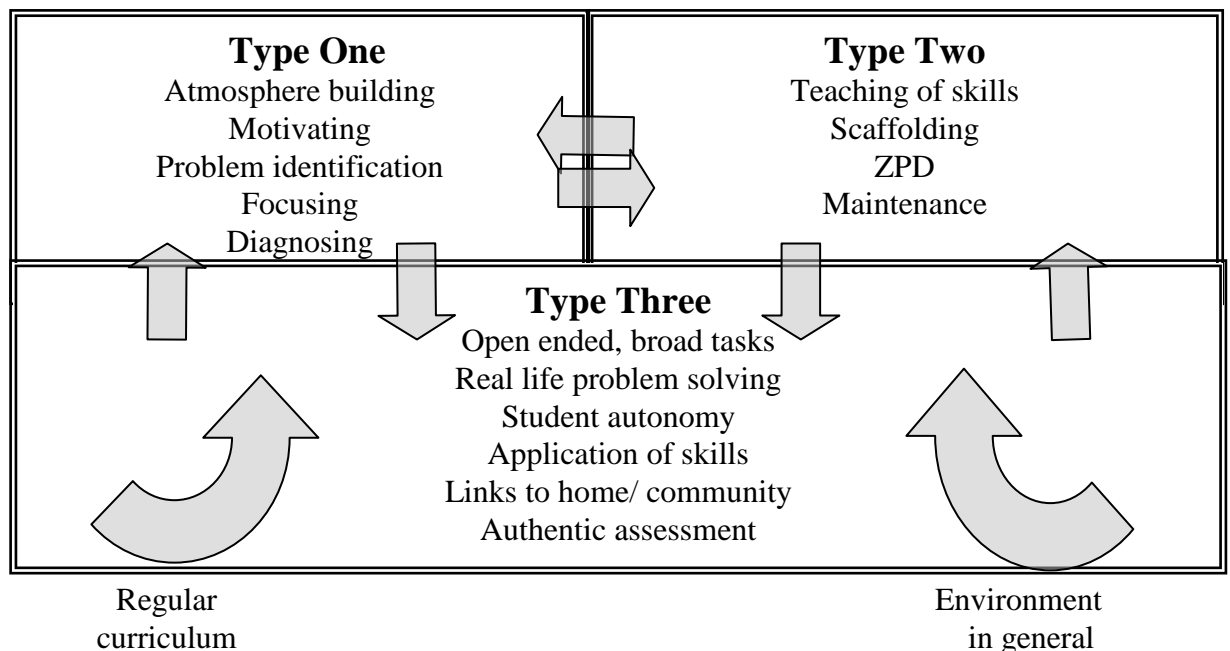 Type One
Atmosphere building
Motivating
Problem identification
Focusing
Diagnosing
Type Two
Teaching of skills
Scaffolding
ZPD
Maintenance
Type Three
Open ended, broad tasks
Real life problem solving
Student autonomy
Application of skills
Links to home/ community
Authentic assessment
Regular
curriculum
Environment
in general